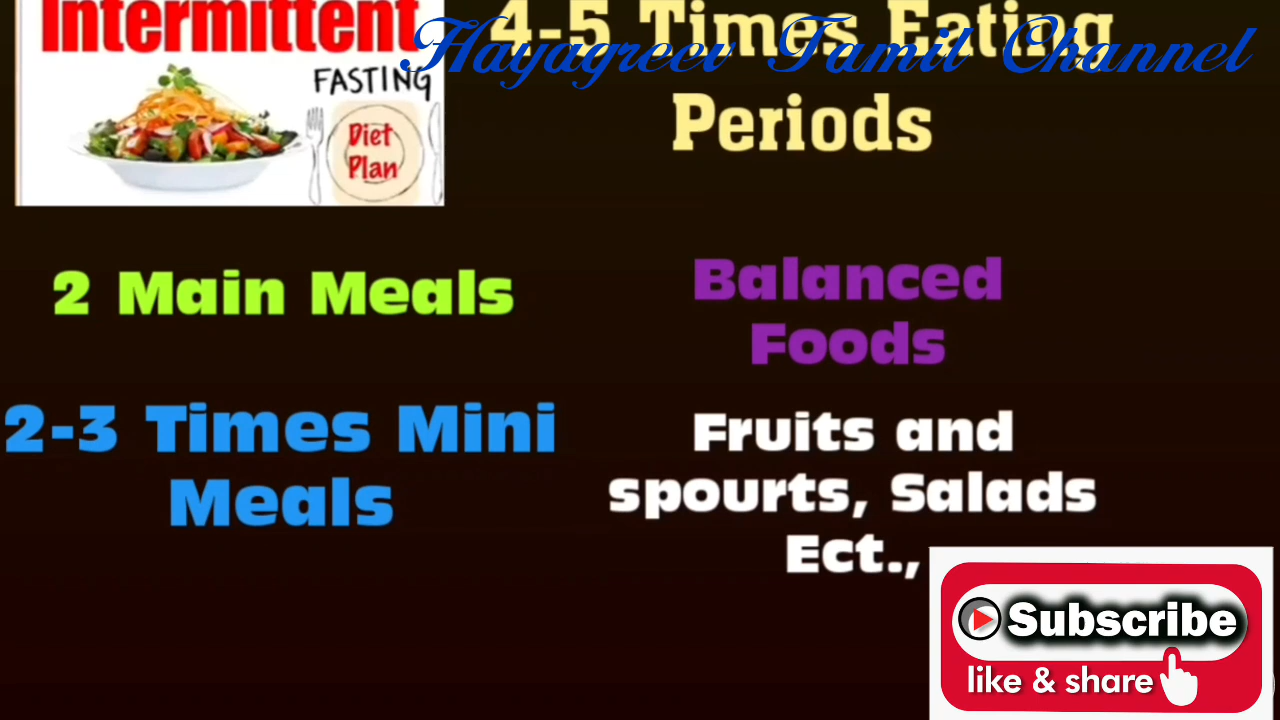 Intermittent
FASTING
Diet
Plan
Hayagreev Tamil Channel
4-5 Times Eating
Periods
2 Main Meals
Balanced
Foods
2-3 Times Mini
Meals
Fruits and
spourts, Salads
Ect.,
Subscribe
like & share